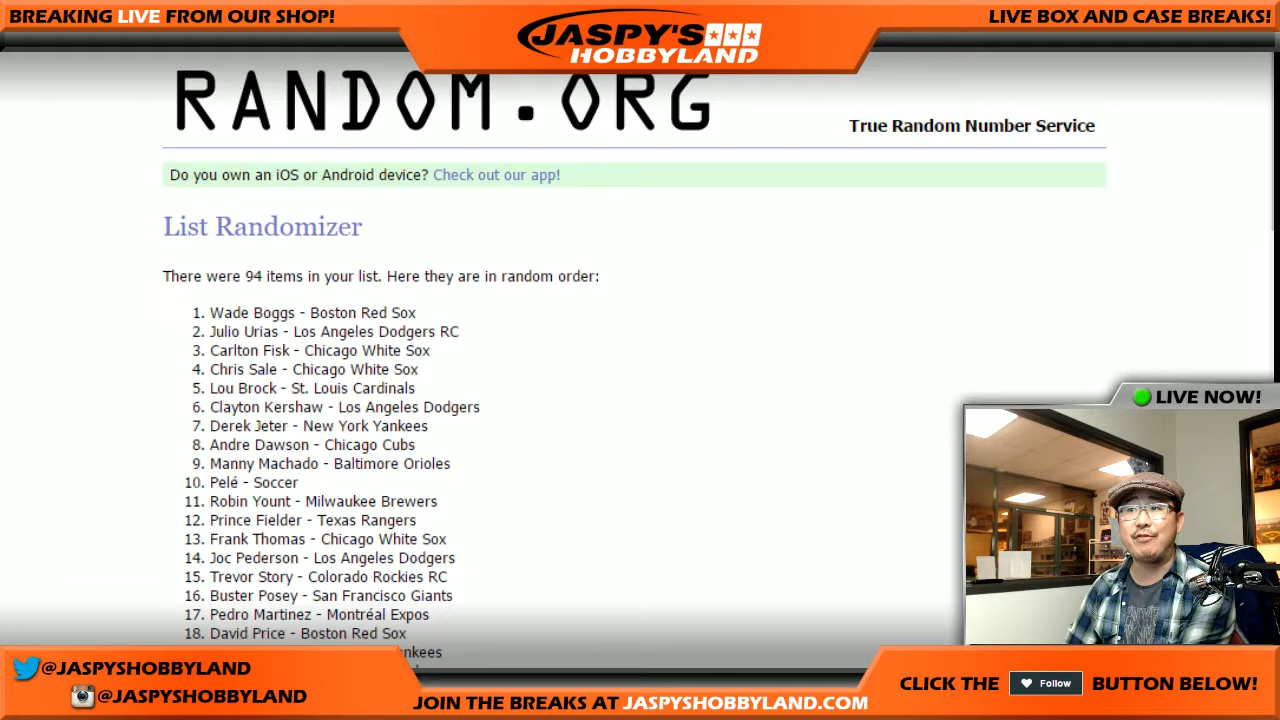 BREAKING LIVE FROM OUR SHOP!
JASPY'S
HOBBYLAND
LIVE BOX AND CASE BREAKS!
RANDOM.ORG
True Random Number Service
Do you own an iOS or Android device? Check out our app!
List Randomizer
There were 94 items in your list. Here they are in random order:
1. Wade Boggs - Boston Red Sox
2. Julio Urias - Los Angeles Dodgers RC
3. Carlton Fisk - Chicago White Sox
4. Chris Sale - Chicago White Sox
5. Lou Brock - St. Louis Cardinals
6. Clayton Kershaw - Los Angeles Dodgers
7. Derek Jeter - New York Yankees
8. Andre Dawson - Chicago Cubs
9. Manny Machado - Baltimore Orioles
10. Pelé - Soccer
11. Robin Yount - Milwaukee Brewers
12. Prince Fielder - Texas Rangers
13. Frank Thomas - Chicago White Sox
14. Joc Pederson - Los Angeles Dodgers
15. Trevor Story - Colorado Rockies RC
16. Buster Posey - San Francisco Giants
17. Pedro Martinez - Montréal Expos
18. David Price - Boston Red Sox
nkees
LIVE NOW!
@JASPYSHOBBYLAND
@JASPYSHOBBYLAND
JOIN THE BREAKS AT JASPYSHOBBYLAND.COM
CLICK THE Follow BUTTON BELOW!